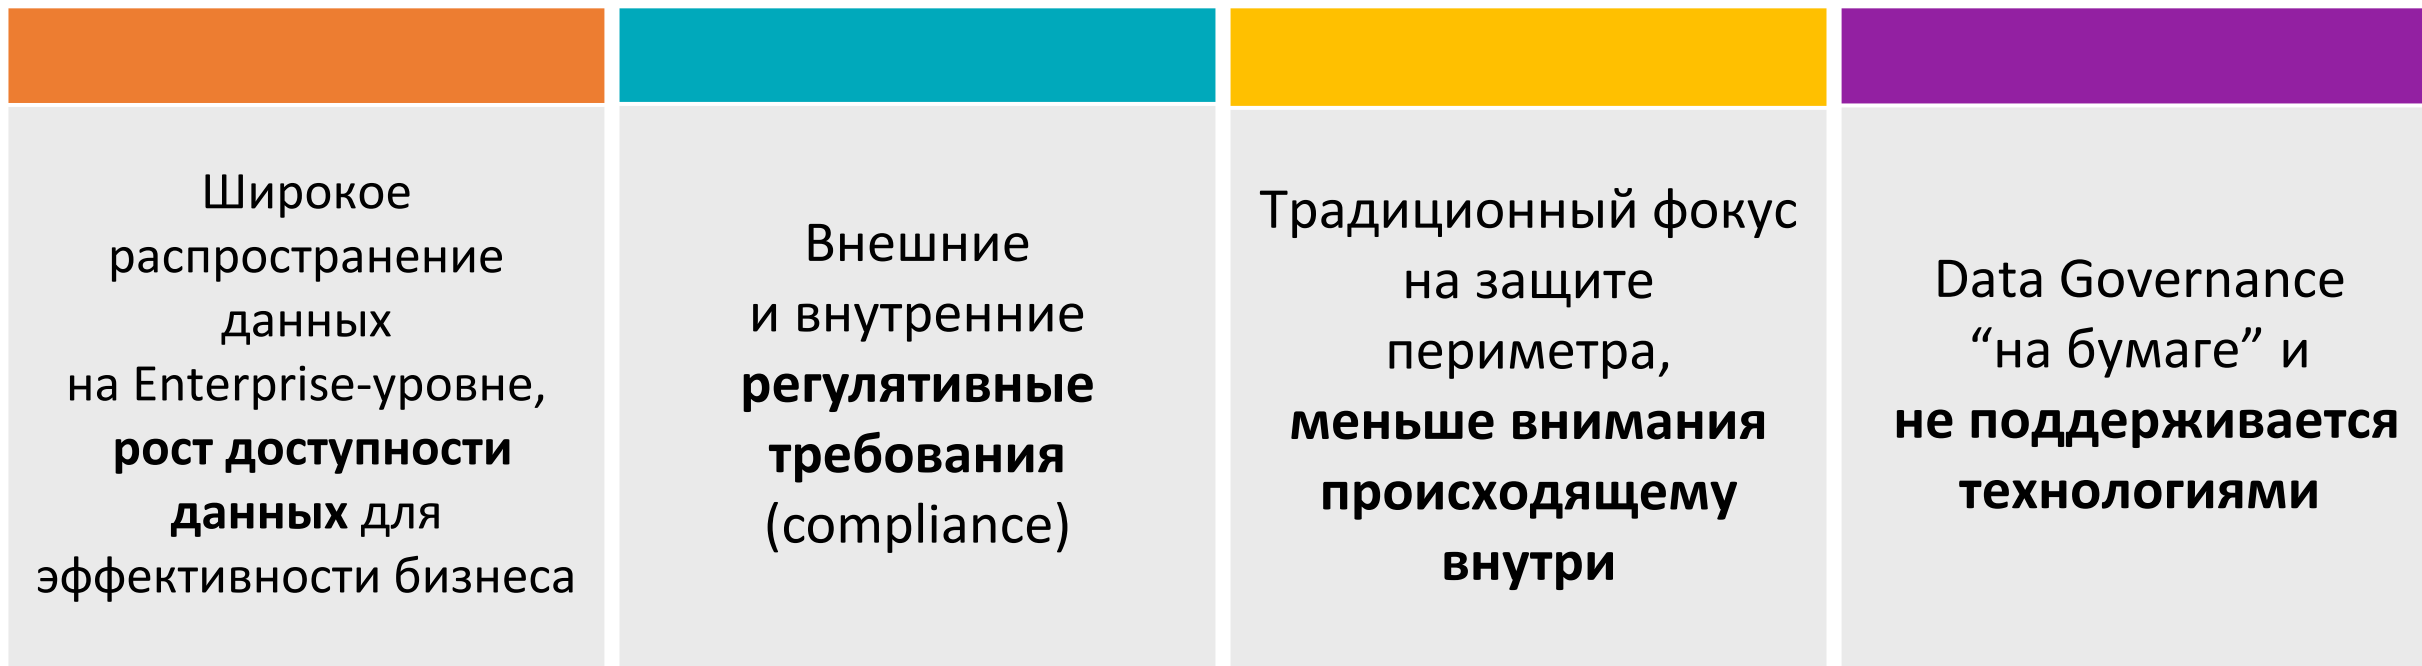 Широкое
распространение
данных
на Enterprise-уровне,
рост доступности
данных для
эффективности бизнеса
Внешние
и внутренние
регулятивные
требования
(compliance)
Традиционный фокус
на защите
периметра,
меньше внимания
происходящему
внутри
Data Governance
“на бумаге” и
не поддерживается
технологиями